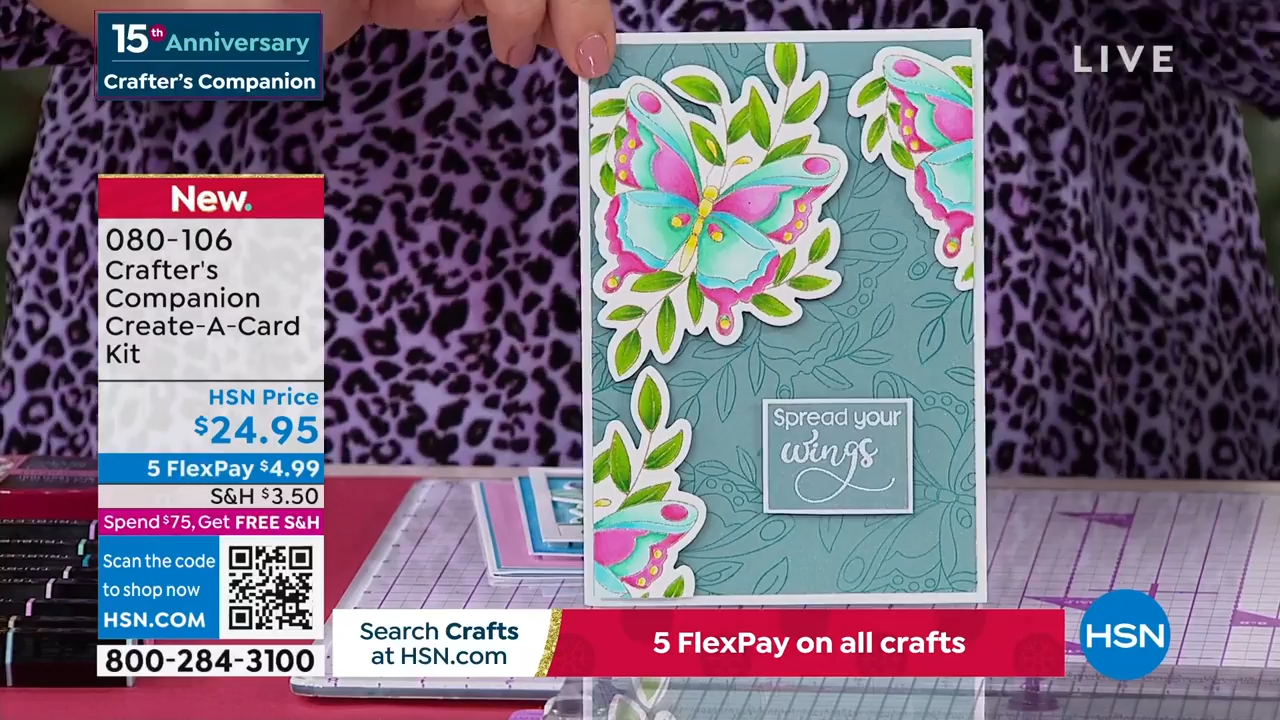 15th Anniversary
Crafter's Companion
LIVE
New.
080-106
Crafter's
Companion
Create-A-Card
Kit
HSN Price
$24.95
5 FlexPay $4.99
S&H $3.50
Spend $75, Get FREE S&H
Scan the code
to shop now
HSN.COM
800-284-3100
Spread your
wings
Search Crafts
at HSN.com
5 FlexPay on all crafts
HSN